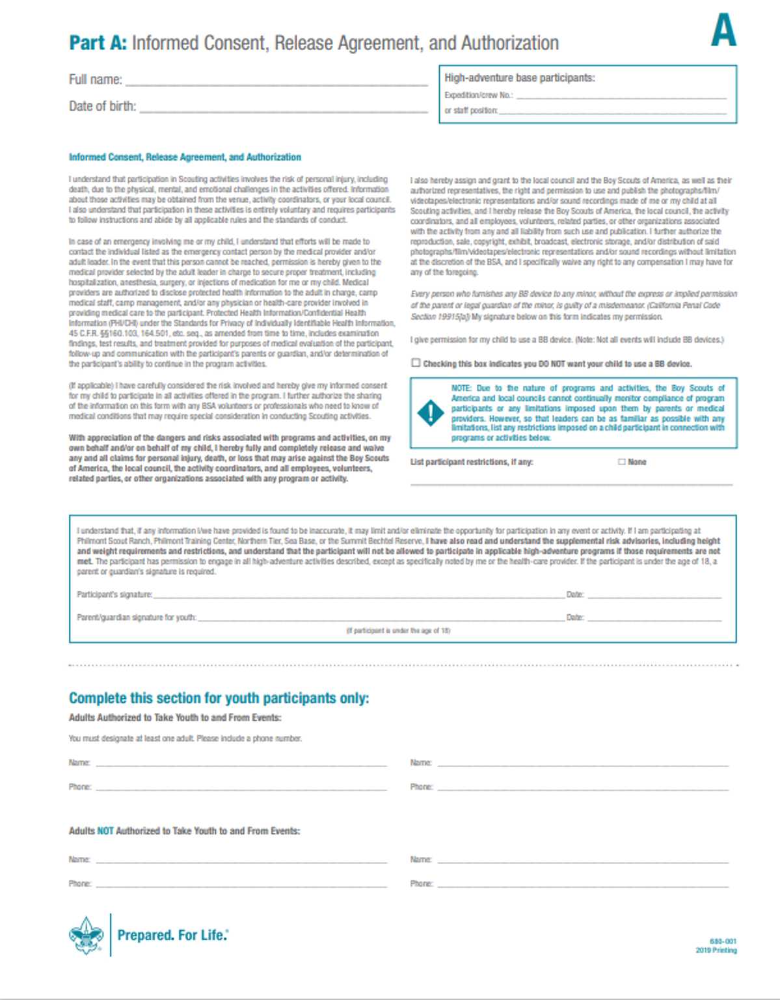 A
Part A: Informed Consent, Release Agreement, and Authorization
Full name:
Date of birth:
High-adventure base participants:
Expedition/crew No.:
or staff position:
Informed Consent, Release Agreement, and Authorization
I understand that participation in Scouting activities involves the risk of personal injury, including
death, due to the physical, mental, and emotional challenges in the activities offered. Information
about those activities may be obtained from the venue, activity coordinators, or your local council.
I also understand that participation in these activities is entirely voluntary and requires participants
to follow instructions and abide by all applicable rules and the standards of conduct.
In case of an emergency involving me or my child, I understand that efforts will be made to
contact the individual listed as the emergency contact person by the medical provider and/or
adult leader. In the event that this person cannot be reached, permission is hereby given to the
medical provider selected by the adult leader in charge to secure proper treatment, including
hospitalization, anesthesia, surgery, or injections of medication for me or my child. Medical
providers are authorized to disclose protected health information to the adult in charge, camp
medical staff, camp management, and/or any physician or health-care provider involved in
providing medical care to the participant. Protected Health Information/Confidential Health
Information (PHI/CHI) under the Standards for Privacy of Individually Identifiable Health Information,
45 C.F.R. §§160.103, 164.501, etc. seq., as amended from time to time, includes examination
findings, test results, and treatment provided for purposes of medical evaluation of the participant,
follow-up and communication with the participant's parents or guardian, and/or determination of
the participant's ability to continue in the program activities.
(If applicable) I have carefully considered the risk involved and hereby give my informed consent
for my child to participate in all activities offered in the program. I further authorize the sharing
of the information on this form with any BSA volunteers or professionals who need to know of
medical conditions that may require special consideration in conducting Scouting activities.
With appreciation of the dangers and risks associated with programs and activities, on my
own behalf and/or on behalf of my child, I hereby fully and completely release and waive
any and all claims for personal injury, death, or loss that may arise against the Boy Scouts
of America, the local council, the activity coordinators, and all employees, volunteers,
related parties, or other organizations associated with any program or activity.
I also hereby assign and grant to the local council and the Boy Scouts of America, as well as their
authorized representatives, the right and permission to use and publish the photographs/film/
videotapes/electronic representations and/or sound recordings made of me or my child at all
Scouting activities, and I hereby release the Boy Scouts of America, the local council, the activity
coordinators, and all employees, volunteers, related parties, or other organizations associated
with the activity from any and all liability from such use and publication. I further authorize the
reproduction, sale, copyright, exhibit, broadcast, electronic storage, and/or distribution of said
photographs/film/videotapes/electronic representations and/or sound recordings without limitation
at the discretion of the BSA, and I specifically waive any right to any compensation I may have for
any of the foregoing.
Every person who furnishes any BB device to any minor, without the express or implied permission
of the parent or legal guardian of the minor, is guilty of a misdemeanor. (California Penal Code
Section 19915[a]) My signature below on this form indicates my permission.
I give permission for my child to use a BB device. (Note: Not all events will include BB devices.)
☐ Checking this box indicates you DO NOT want your child to use a BB device.
NOTE: Due to the nature of programs and activities, the Boy Scouts of
America and local councils cannot continually monitor compliance of program
participants or any limitations imposed upon them by parents or medical
providers. However, so that leaders can be as familiar as possible with any
limitations, list any restrictions imposed on a child participant in connection with
programs or activities below.
List participant restrictions, if any: ☐ None
I understand that, if any information I/we have provided is found to be inaccurate, it may limit and/or eliminate the opportunity for participation in any event or activity. If I am participating at
Philmont Scout Ranch, Philmont Training Center, Northern Tier, Sea Base, or the Summit Bechtel Reserve, I have also read and understand the supplemental risk advisories, including height
and weight requirements and restrictions, and understand that the participant will not be allowed to participate in applicable high-adventure programs if those requirements are not
met. The participant has permission to engage in all high-adventure activities described, except as specifically noted by me or the health-care provider. If the participant is under the age of 18, a
parent or guardian's signature is required.
Participant's signature: Date:
Parent/guardian signature for youth: Date:
(If participant is under the age of 18)
Complete this section for youth participants only:
Adults Authorized to Take Youth to and From Events:
You must designate at least one adult. Please include a phone number.
Name: Name:
Phone: Phone:
Adults NOT Authorized to Take Youth to and From Events:
Name: Name:
Phone: Phone:
Prepared. For Life.®
680-001
2019 Printing